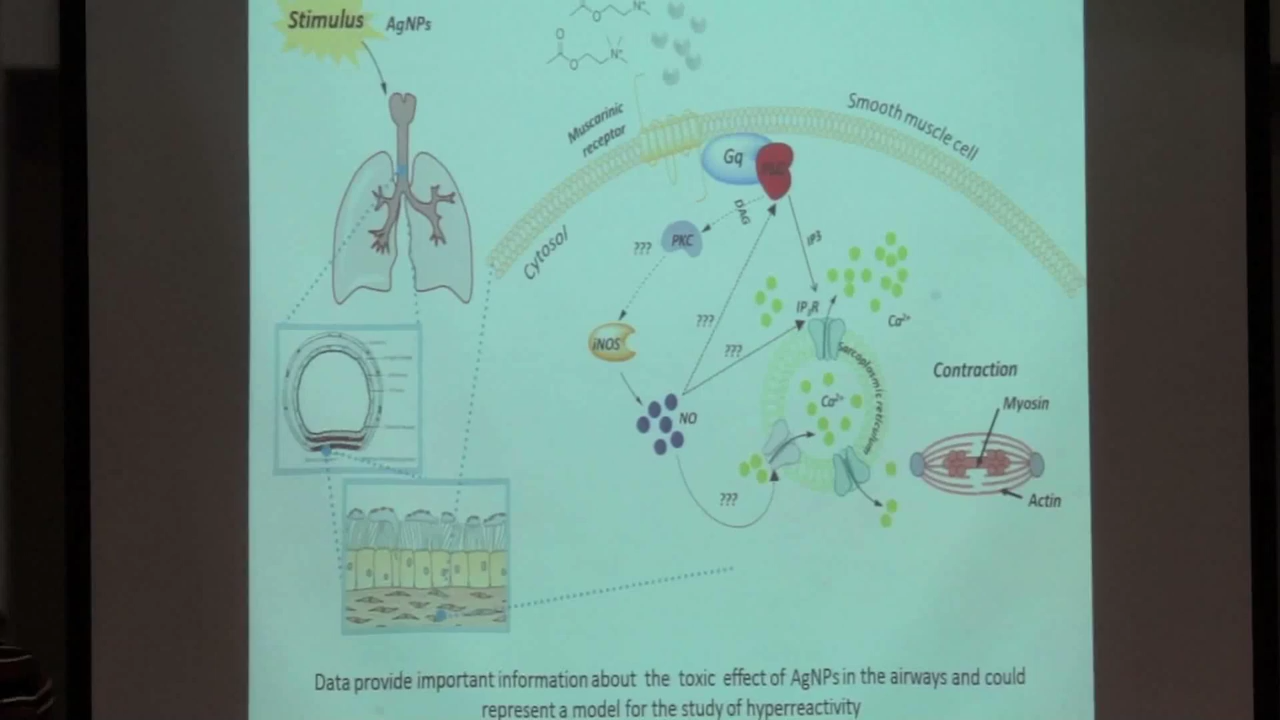 Stimulus AgNPs
O
N⁺
O
O
N⁺
Muscarinic
receptor
Smooth muscle cell
Gq
Cytosol
DAG
PKC
???
IP3
iNOS
???
???
IP₃R
Ca²⁺
Sarcoplasmic reticulum
Ca²⁺
NO
???
Contraction
Myosin
Actin
Data provide important information about the toxic effect of AgNPs in the airways and could
represent a model for the study of hyperreactivity